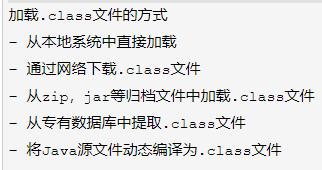 加载.class文件的方式
– 从本地系统中直接加载
– 通过网络下载.class文件
– 从zip, jar等归档文件中加载.class文件
– 从专有数据库中提取.class文件
– 将Java源文件动态编译为.class文件